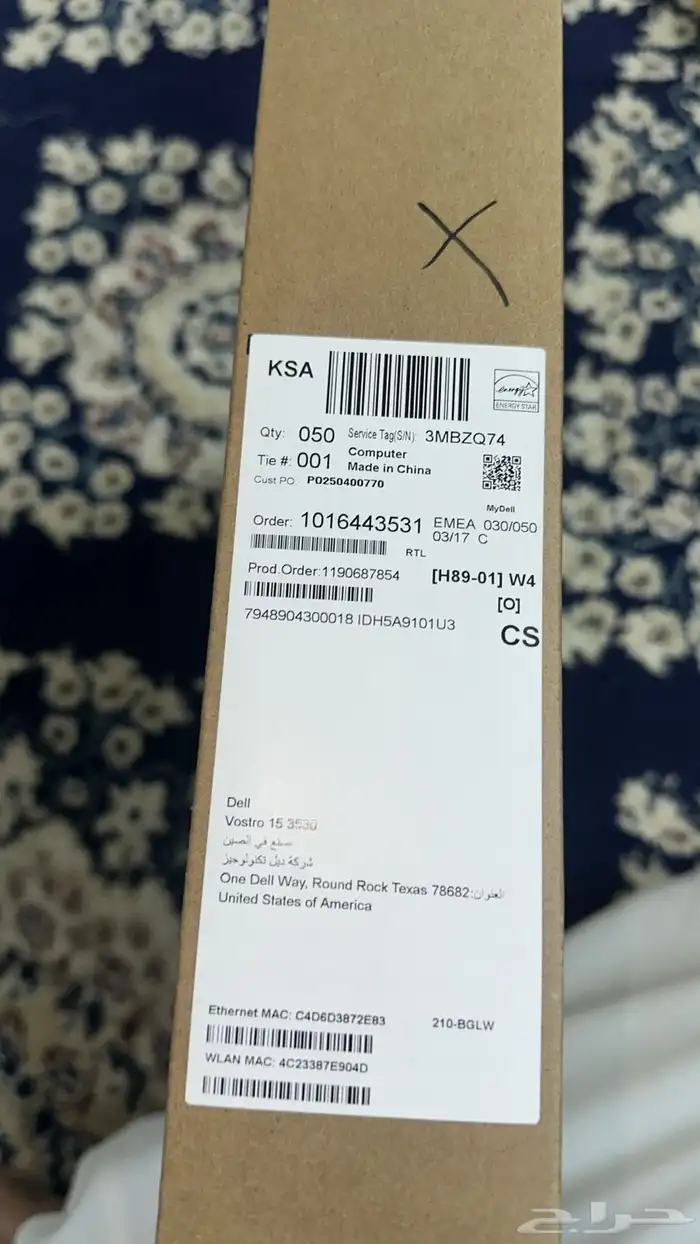 KSA
energy
ENERGY STAR
Qty: 050 Service Tag(S/N): 3MBZQ74
Tie #: 001 Computer
Made in China
Cust PO: PO250400770
MyDell
Order: 1016443531 EMEA 030/050
03/17 C
RTL
Prod.Order:1190687854 [H89-01] W4
[O]
7948904300018 IDH5A9101U3
CS
Dell
Vostro 15 3530
صنع في الصين
شركة ديل تكنولوجيز
العنوان: One Dell Way, Round Rock Texas 78682
United States of America
Ethernet MAC: C4D6D3872E83 210-BGLW
WLAN MAC: 4C23387E904D
حراج